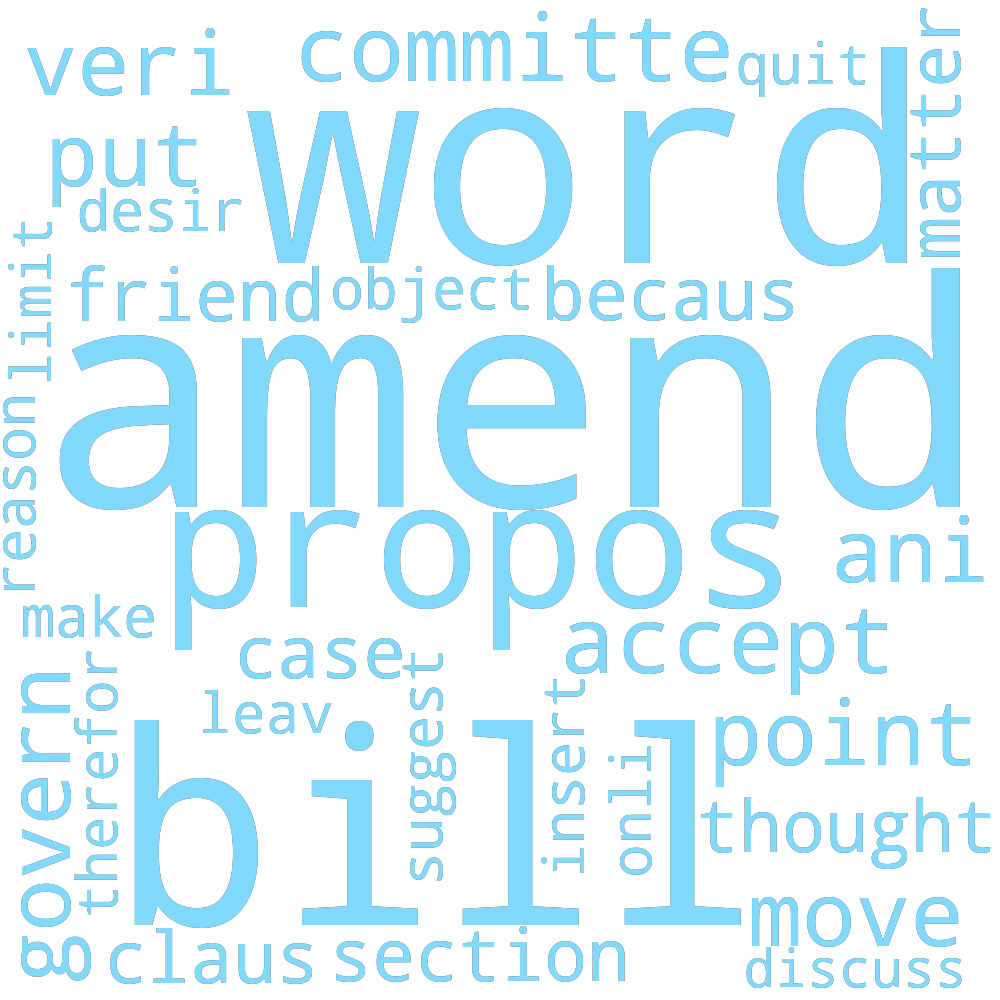 veri
committe
quit
matter
word
put
desir
limit
friend
object
becaus
amend
reason
propos
ani
make
case
accept
govern
therefor
leav
suggest
insert
onli
point
bill
thought
move
claus
section
discuss